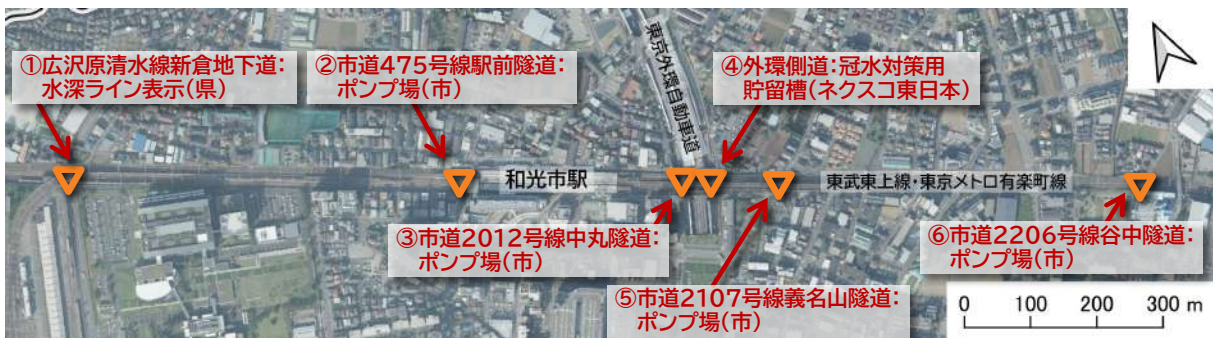 ①広沢原清水線新倉地下道：
水深ライン表示(県)
②市道475号線駅前隧道：
ポンプ場(市)
東京外環自動車道
④外環側道：冠水対策用
貯留槽(ネクスコ東日本)
和光市駅
東武東上線・東京メトロ有楽町線
③市道2012号線中丸隧道：
ポンプ場(市)
⑥市道2206号線谷中隧道：
ポンプ場(市)
⑤市道2107号線義名山隧道：
ポンプ場(市)
0 100 200 300 m